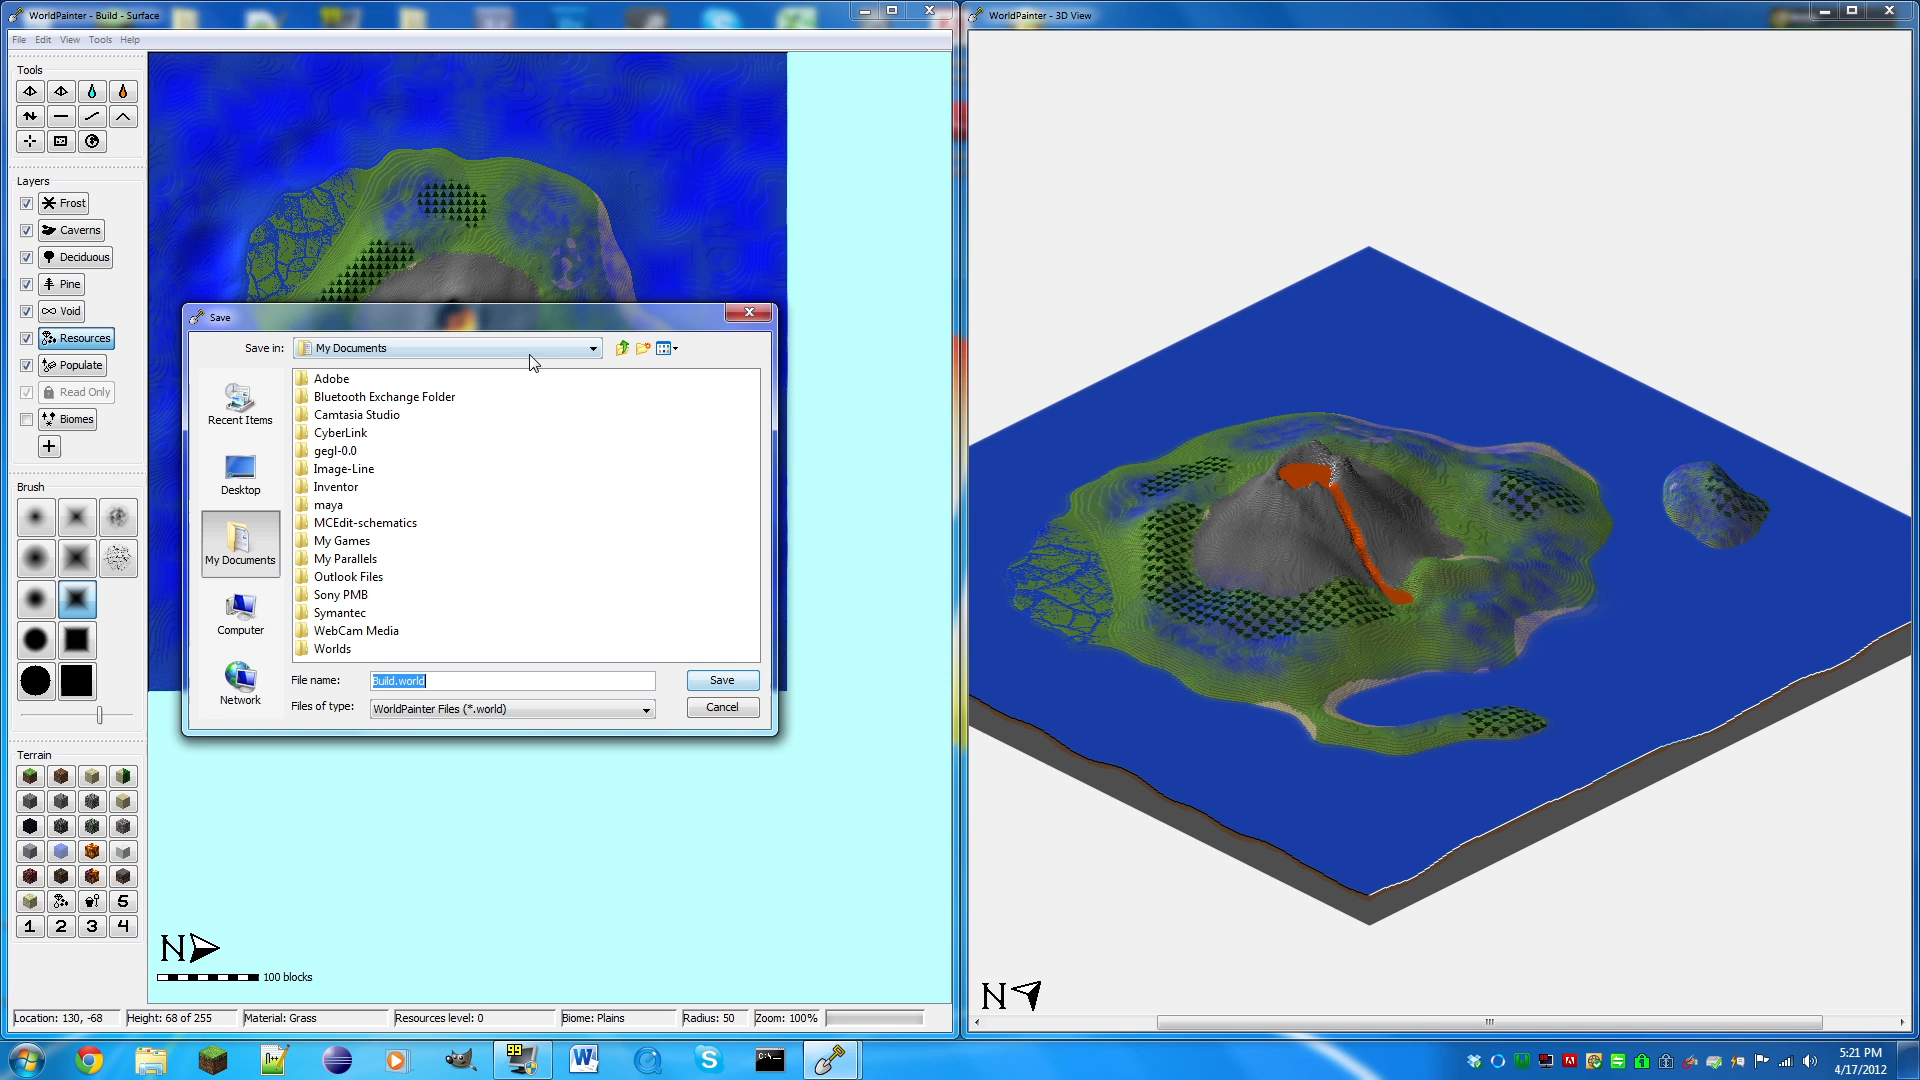 WorldPainter - Build - Surface
File Edit View Tools Help
Tools
Layers
Frost
Caverns
Deciduous
Pine
Void
Resources
Populate
Read Only
Biomes
Brush
Terrain
5
1 2 3 4
Save
Save in: My Documents
Recent Items
Desktop
My Documents
Computer
Network
Adobe
Bluetooth Exchange Folder
Camtasia Studio
CyberLink
gegl-0.0
Image-Line
Inventor
maya
MCEdit-schematics
My Games
My Parallels
Outlook Files
Sony PMB
Symantec
WebCam Media
Worlds
File name: Build.world Save
Files of type: WorldPainter Files (*.world) Cancel
N
100 blocks
Location: 130, -68 Height: 68 of 255 Material: Grass Resources level: 0 Biome: Plains Radius: 50 Zoom: 100%
WorldPainter - 3D View
N
99
5:21 PM
4/17/2012